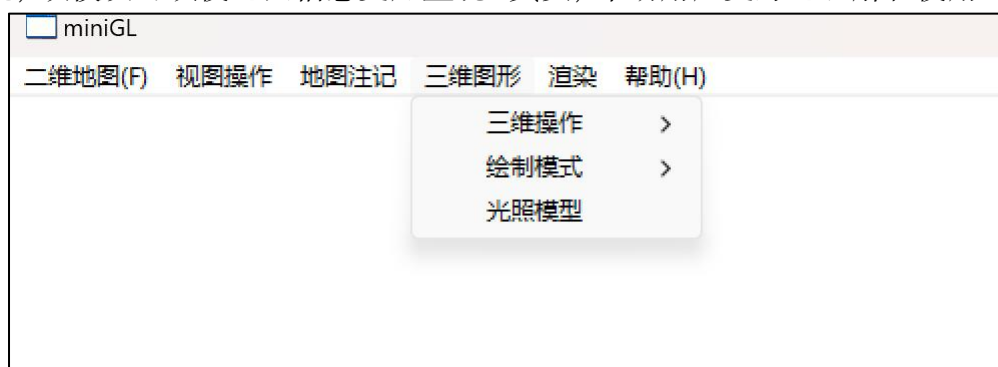 miniGL
二维地图(F) 视图操作 地图注记 三维图形 渲染 帮助(H)
三维操作 >
绘制模式 >
光照模型